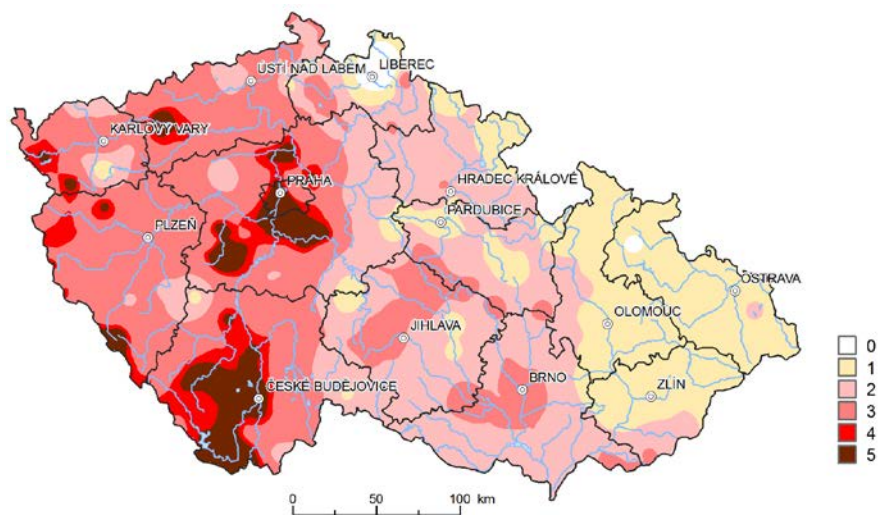 ÚSTÍ NAD LABEM
LIBEREC
KARLOVY VARY
PRAHA
HRADEC KRÁLOVÉ
PARDUBICE
PLZEŇ
OSTRAVA
OLOMOUC
JIHLAVA
ČESKÉ BUDĚJOVICE
BRNO
ZLÍN
0
1
2
3
4
5
0 50 100 km